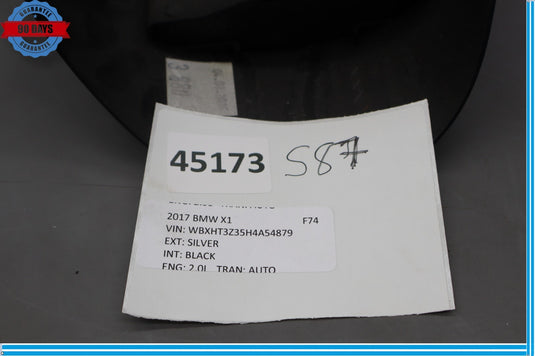 GUARANTEE
90 DAYS
GUARANTEE
45173
S87
2017 BMW X1 F74
VIN: WBXHT3Z35H4A54879
EXT: SILVER
INT: BLACK
ENG: 2.0L TRAN: AUTO